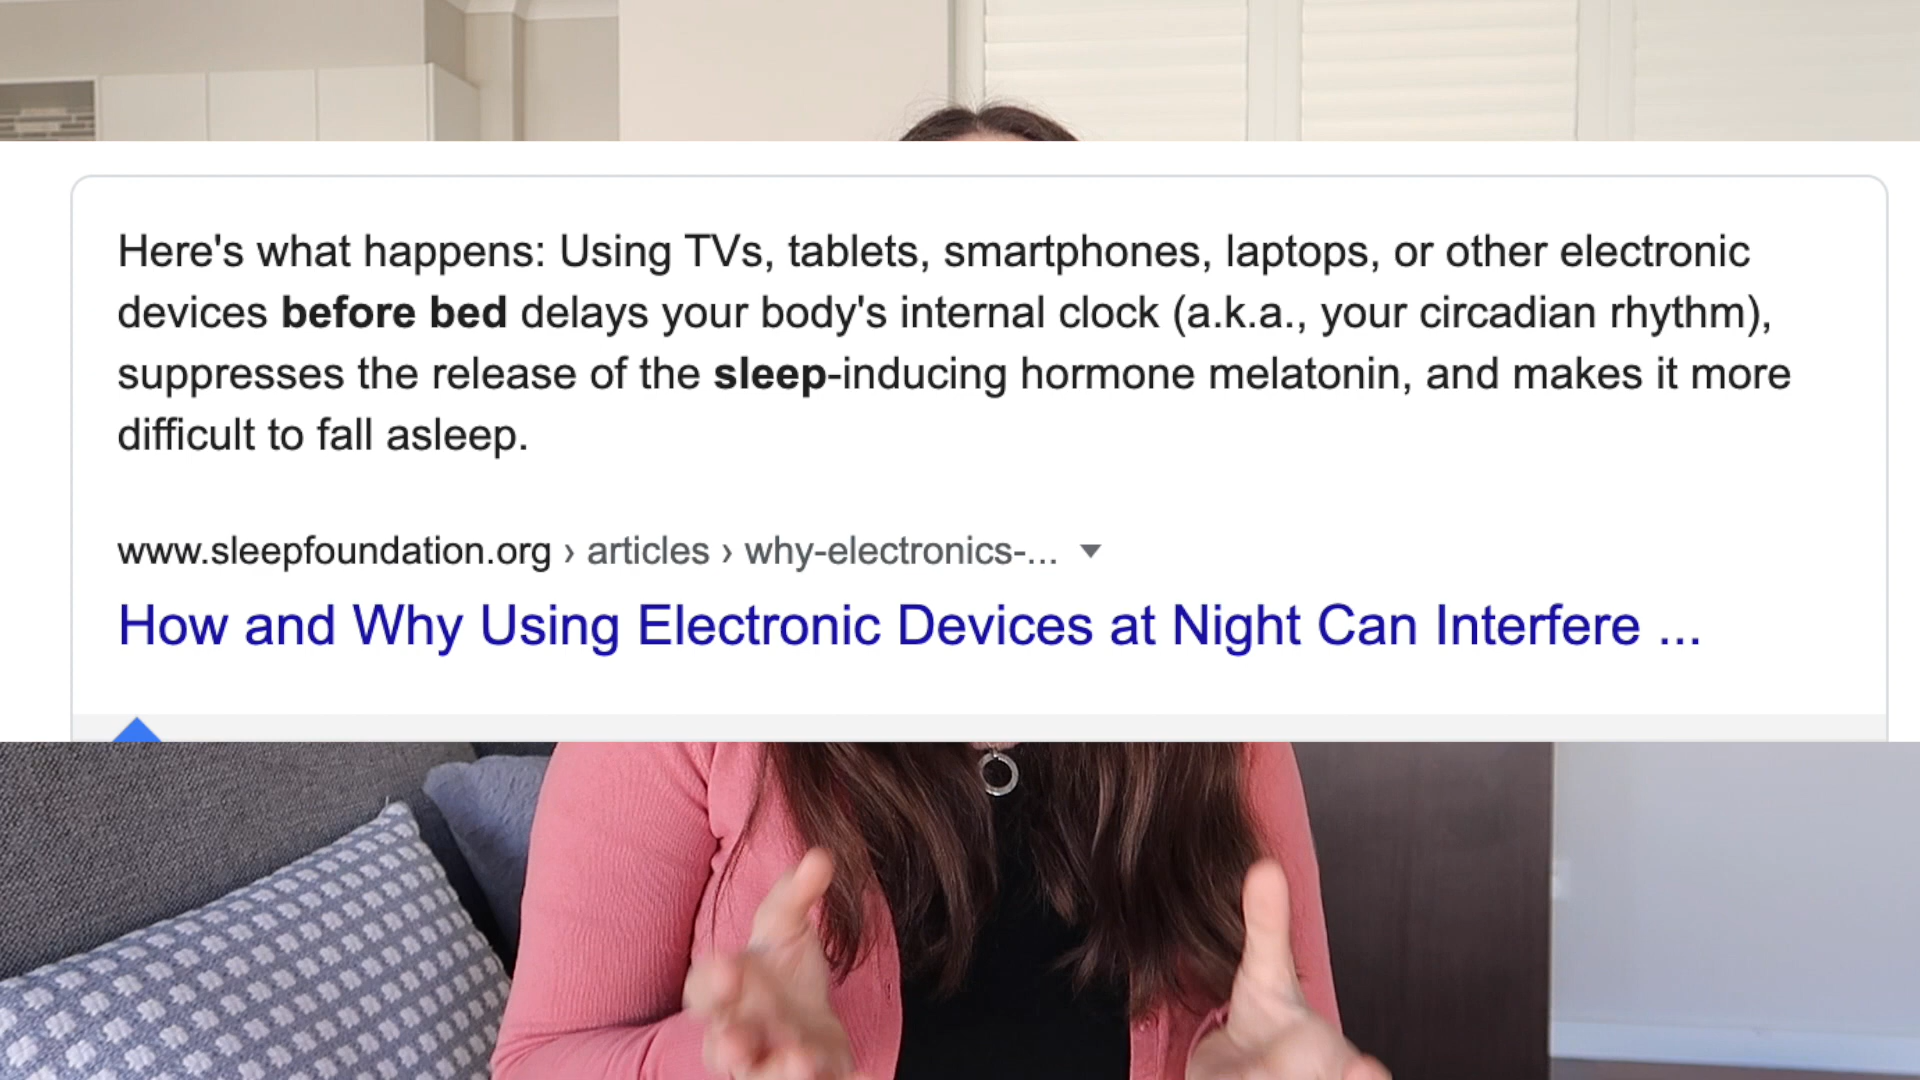 Here's what happens: Using TVs, tablets, smartphones, laptops, or other electronic
devices before bed delays your body's internal clock (a.k.a., your circadian rhythm),
suppresses the release of the sleep-inducing hormone melatonin, and makes it more
difficult to fall asleep.
www.sleepfoundation.org › articles › why-electronics-...
How and Why Using Electronic Devices at Night Can Interfere ...